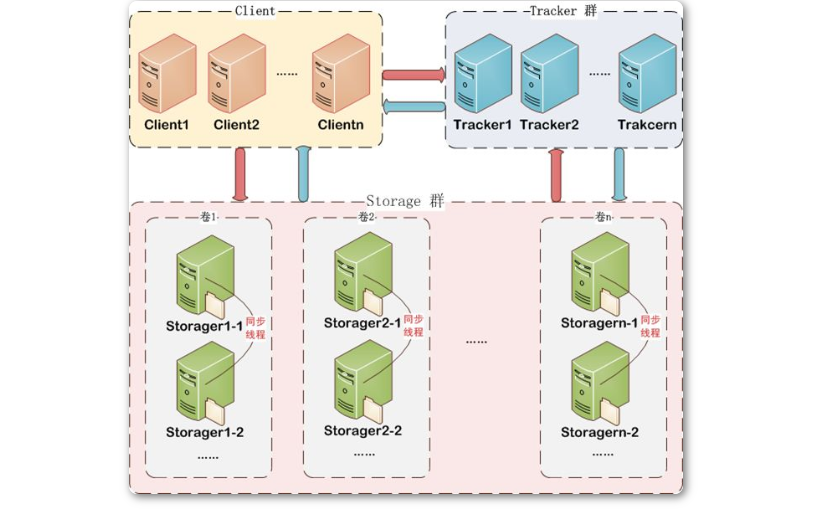 Client
Tracker 群
Client1 Client2 …… Clientn
Tracker1 Tracker2 …… Trakcern
Storage 群
卷1
卷2
卷n
同步
线程
Storager1-1
Storager1-2
……
同步
线程
Storager2-1
Storager2-2
……
……
同步
线程
Storagern-1
Storagern-2
……